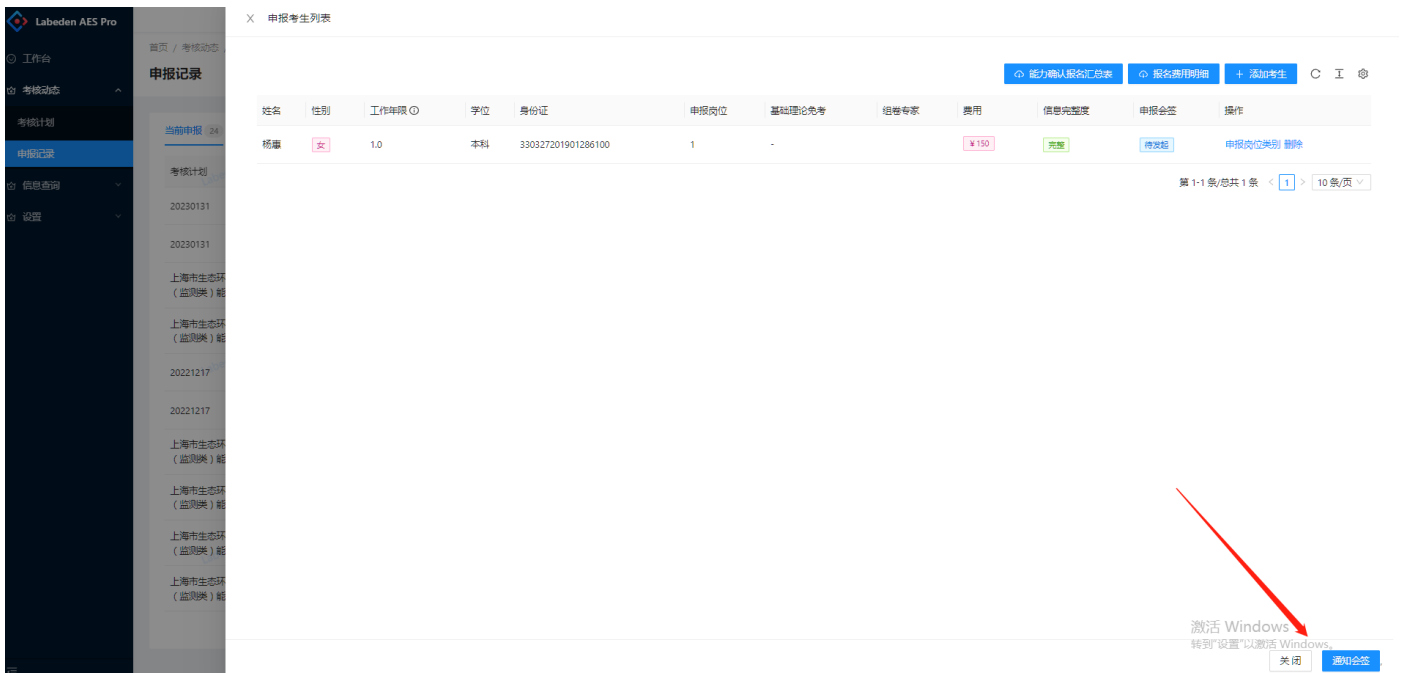 Labeden AES Pro
工作台
考核动态
考核计划
申报记录
信息查询
设置
首页 / 考核动态
申报记录
当前申报 24
考核计划
20230131
20230131
上海市生态环
（监测类）能
上海市生态环
（监测类）能
20221217
20221217
上海市生态环
（监测类）能
上海市生态环
（监测类）能
上海市生态环
（监测类）能
上海市生态环
（监测类）能
X 申报考生列表
能力确认报名汇总表 报名费用明细 + 添加考生
姓名 性别 工作年限 学位 身份证 申报岗位 基础理论免考 组卷专家 费用 信息完整度 申报会签 操作
杨惠 女 1.0 本科 330327201901286100 1 - ¥ 150 完整 待发起 申报岗位类别 删除
第 1-1 条/总共 1 条 < 1 > 10 条/页
激活 Windows
转到"设置"以激活 Windows。
关闭 通知会签